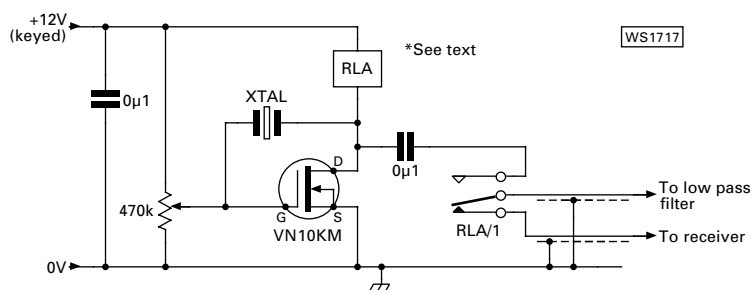 +12V
(keyed)
*See text
WS1717
RLA
XTAL
0µ1
0µ1
D
G
S
470k
VN10KM
RLA/1
To low pass
filter
To receiver
0V